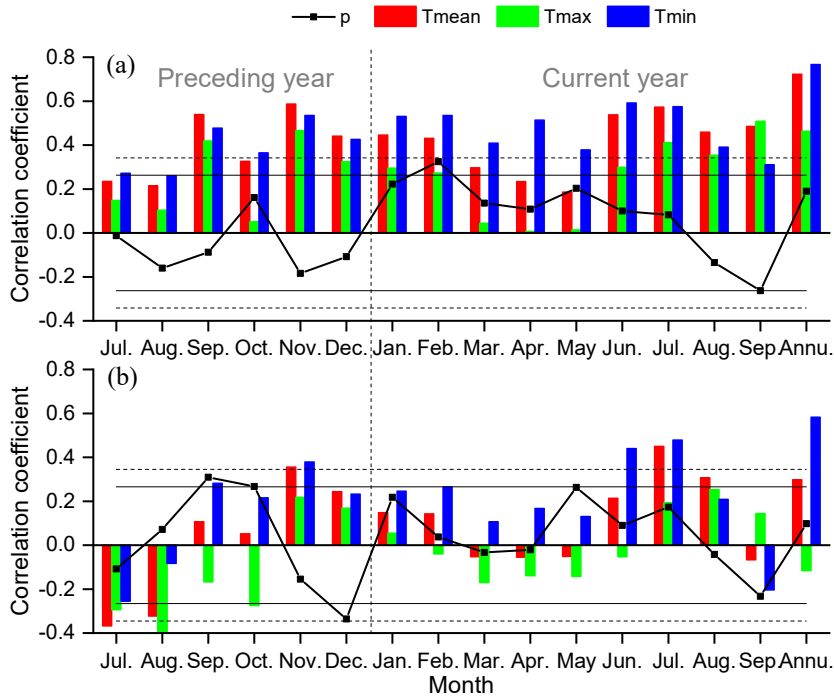 p Tmean Tmax Tmin
(a) Preceding year Current year
Correlation coefficient
0.8
0.6
0.4
0.2
0.0
-0.2
-0.4
Jul. Aug. Sep. Oct. Nov. Dec. Jan. Feb. Mar. Apr. May Jun. Jul. Aug. Sep. Annu.
(b)
Correlation coefficient
0.8
0.6
0.4
0.2
0.0
-0.2
-0.4
Jul. Aug. Sep. Oct. Nov. Dec. Jan. Feb. Mar. Apr. May Jun. Jul. Aug. Sep. Annu.
Month